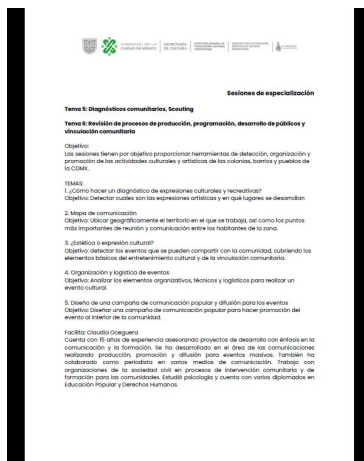 GOBIERNO DE LA
CIUDAD DE MÉXICO
SECRETARÍA
DE CULTURA
Sesiones de especialización
Tema 5: Diagnósticos comunitarios, Scouting
Tema 6: Revisión de procesos de producción, programación, desarrollo de públicos y
vinculación comunitaria
Objetivo:
Las sesiones tienen por objetivo proporcionar herramientas de detección, organización y
promoción de las actividades culturales y artísticas de las colonias, barrios y pueblos de
la CDMX.
TEMAS:
1. ¿Cómo hacer un diagnóstico de expresiones culturales y recreativas?
Objetivo: Detectar cuales son las expresiones artísticas y en qué lugares se desarrollan
2. Mapa de comunicación
Objetivo: Ubicar geográficamente el territorio en el que se trabaja, así como los puntos
más importantes de reunión y comunicación entre los habitantes de la zona.
3. ¿Estética o expresión cultural?
Objetivo: detectar los eventos que se pueden compartir con la comunidad, cubriendo los
elementos básicos del entretenimiento cultural y de la vinculación comunitaria.
4. Organización y logística de eventos
Objetivo: Analizar los elementos organizativos, técnicos y logísticos para realizar un
evento cultural.
5. Diseño de una campaña de comunicación popular y difusión para los eventos
Objetivo: Diseñar una campaña de comunicación popular para hacer promoción del
evento al interior de la comunidad.
Facilita: Claudia Oceguera
Cuenta con 15 años de experiencia asesorando proyectos de desarrollo con énfasis en la
comunicación y la formación. Se ha desarrollado en el área de las comunicaciones
realizando producción, promoción y difusión para eventos masivos. También ha
colaborado como periodista en varios medios de comunicación. Trabajo con
organizaciones de la sociedad civil en procesos de intervención comunitaria y de
formación para las comunidades. Estudió psicología y cuenta con varios diplomados en
Educación Popular y Derechos Humanos.